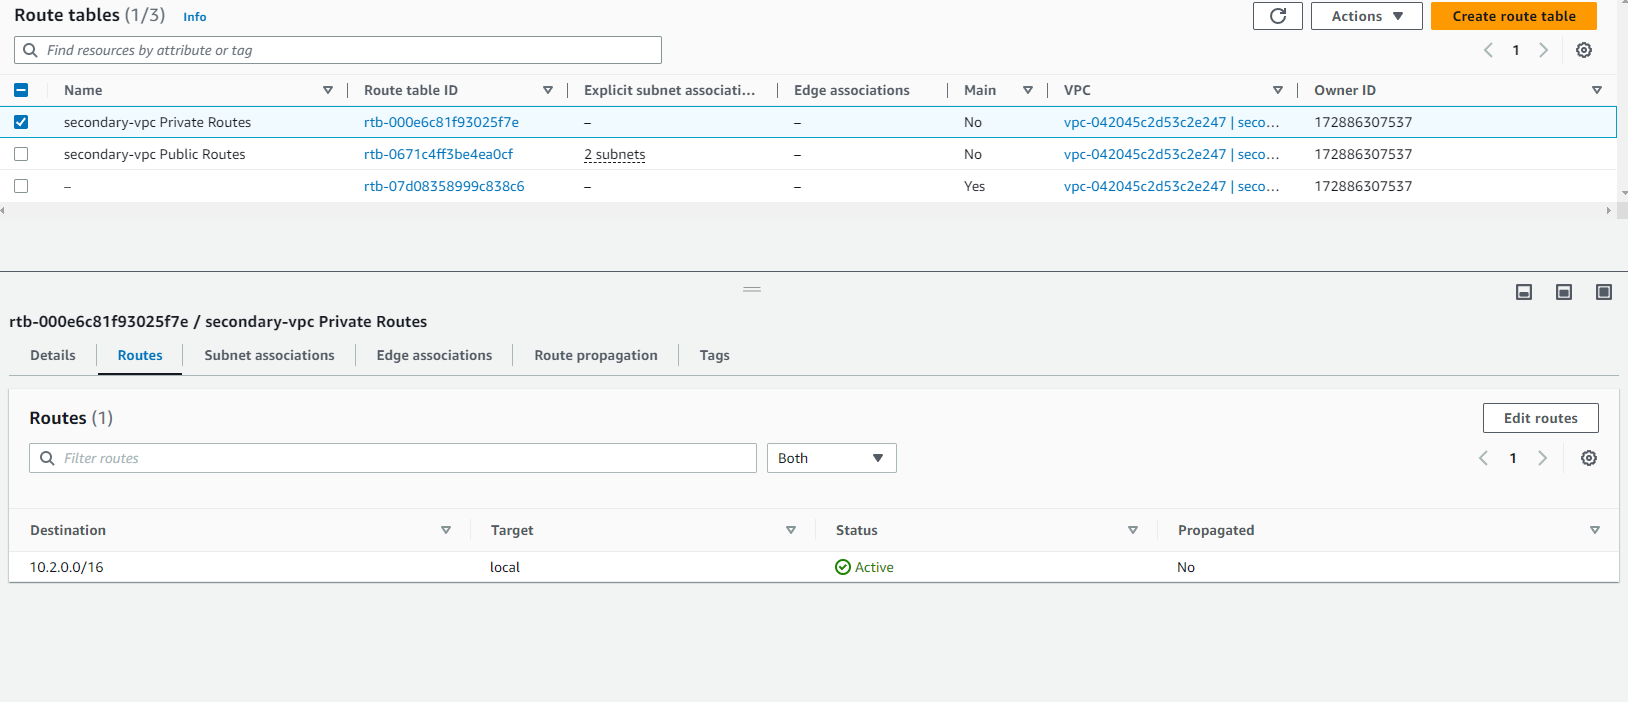 Route tables (1/3) Info
Actions
Create route table
Find resources by attribute or tag
1
Name Route table ID Explicit subnet associati... Edge associations Main VPC Owner ID
secondary-vpc Private Routes rtb-000e6c81f93025f7e – – No vpc-042045c2d53c2e247 | seco... 172886307537
secondary-vpc Public Routes rtb-0671c4ff3be4ea0cf 2 subnets – No vpc-042045c2d53c2e247 | seco... 172886307537
– rtb-07d08358999c838c6 – – Yes vpc-042045c2d53c2e247 | seco... 172886307537
rtb-000e6c81f93025f7e / secondary-vpc Private Routes
Details Routes Subnet associations Edge associations Route propagation Tags
Routes (1)
Edit routes
Filter routes
Both
1
Destination Target Status Propagated
10.2.0.0/16 local Active No